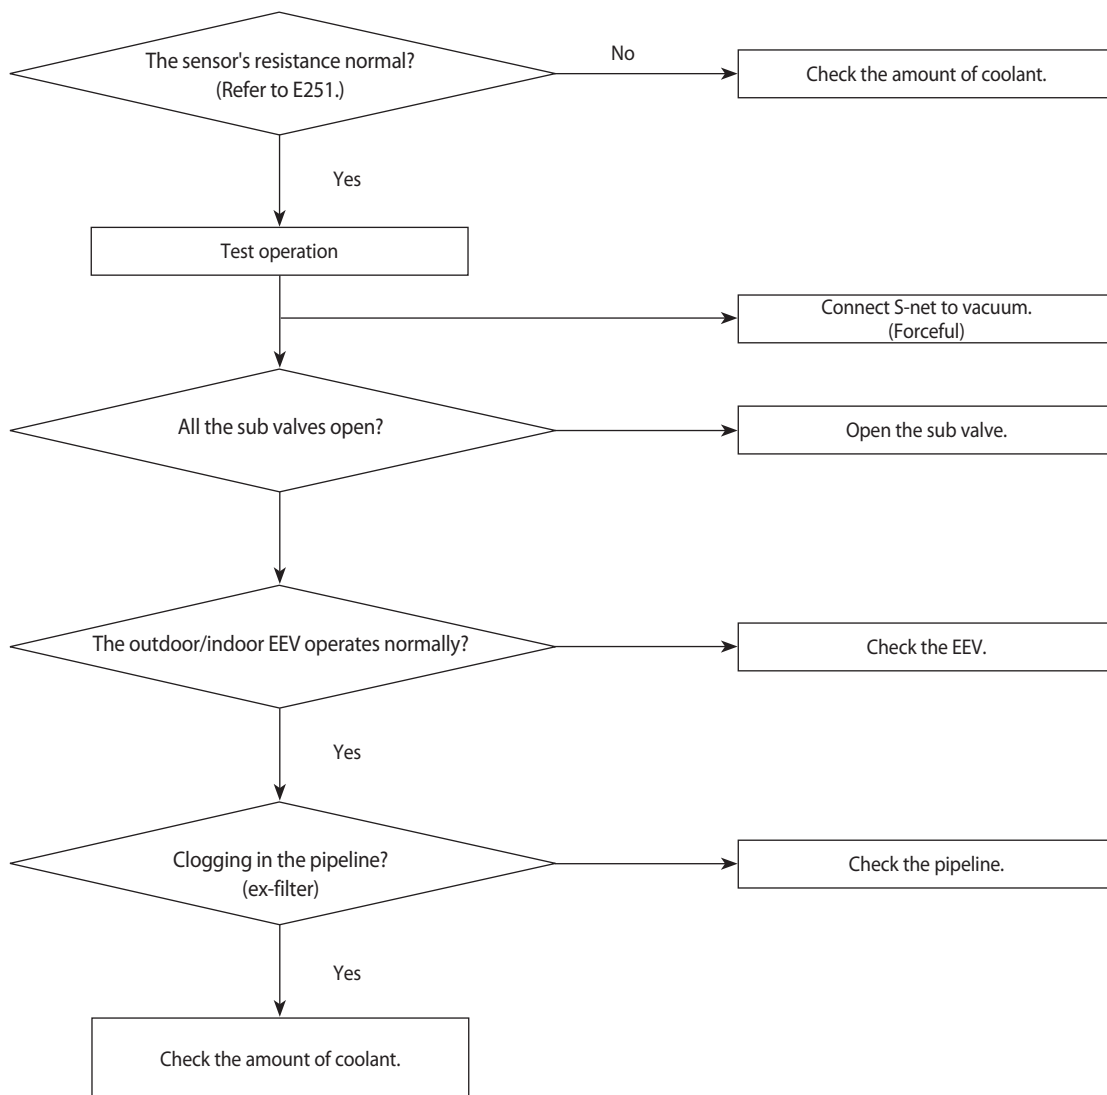 The sensor's resistance normal?
(Refer to E251.)
No
Check the amount of coolant.
Yes
Test operation
Connect S-net to vacuum.
(Forceful)
All the sub valves open?
Open the sub valve.
The outdoor/indoor EEV operates normally?
Check the EEV.
Yes
Clogging in the pipeline?
(ex-filter)
Check the pipeline.
Yes
Check the amount of coolant.